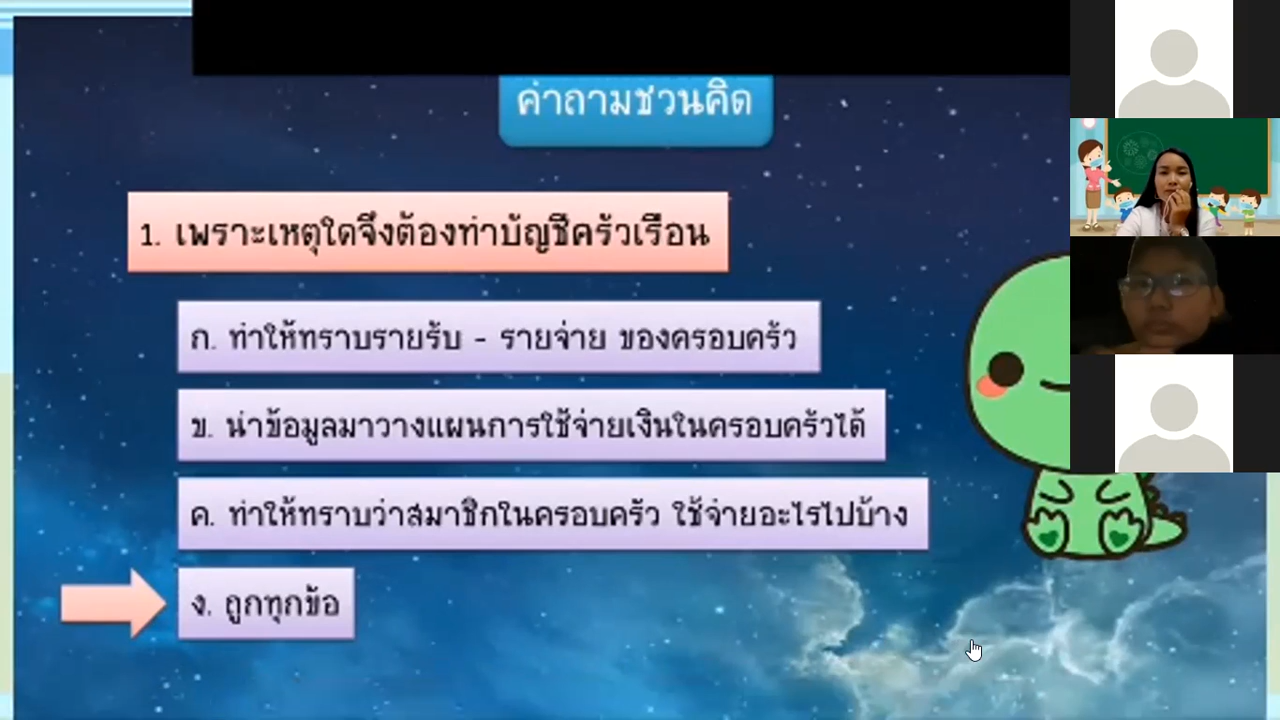 คำถามชวนคิด
1. เพราะเหตุใดจึงต้องทำบัญชีครัวเรือน
ก. ทำให้ทราบรายรับ - รายจ่าย ของครอบครัว
ข. นำข้อมูลมาวางแผนการใช้จ่ายเงินในครอบครัวได้
ค. ทำให้ทราบว่าสมาชิกในครอบครัว ใช้จ่ายอะไรไปบ้าง
ง. ถูกทุกข้อ